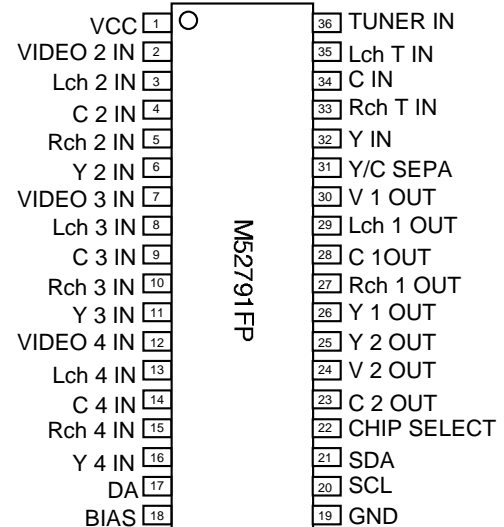 VCC 1 36 TUNER IN
VIDEO 2 IN 2 35 Lch T IN
Lch 2 IN 3 34 C IN
C 2 IN 4 33 Rch T IN
Rch 2 IN 5 32 Y IN
Y 2 IN 6 31 Y/C SEPA
VIDEO 3 IN 7 30 V 1 OUT
Lch 3 IN 8 29 Lch 1 OUT
C 3 IN 9 28 C 1OUT
Rch 3 IN 10 27 Rch 1 OUT
Y 3 IN 11 26 Y 1 OUT
VIDEO 4 IN 12 25 Y 2 OUT
Lch 4 IN 13 24 V 2 OUT
C 4 IN 14 23 C 2 OUT
Rch 4 IN 15 22 CHIP SELECT
Y 4 IN 16 21 SDA
DA 17 20 SCL
BIAS 18 19 GND
M52791FP